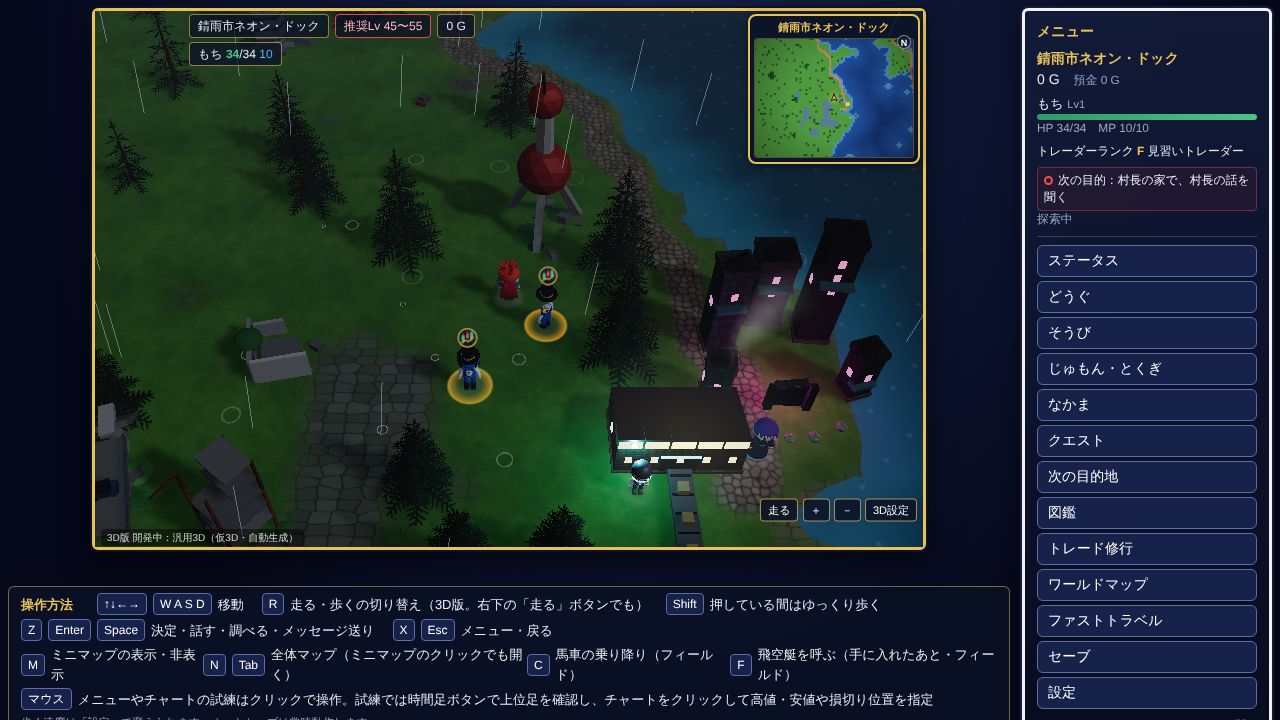 錆雨市ネオン・ドック 推奨Lv 45〜55 0 G
もち 34/34 10
錆雨市ネオン・ドック
N
走る + − 3D設定
3D版 開発中：汎用3D（仮3D・自動生成）
メニュー
錆雨市ネオン・ドック
0 G 預金 0 G
もち Lv1
HP 34/34 MP 10/10
トレーダーランク F 見習いトレーダー
次の目的：村長の家で、村長の話を
聞く
探索中
ステータス
どうぐ
そうび
じゅもん・とくぎ
なかま
クエスト
次の目的地
図鑑
トレード修行
ワールドマップ
ファストトラベル
セーブ
設定
操作方法 ↑↓←→ W A S D 移動 R 走る・歩くの切り替え（3D版。右下の「走る」ボタンでも） Shift 押している間はゆっくり歩く
Z Enter Space 決定・話す・調べる・メッセージ送り X Esc メニュー・戻る
M ミニマップの表示・非表示 N Tab 全体マップ（ミニマップのクリックでも開く） C 馬車の乗り降り（フィールド） F 飛空艇を呼ぶ（手に入れたあと・フィールド）
マウス メニューやチャートの試練はクリックで操作。試練では時間足ボタンで上位足を確認し、チャートをクリックして高値・安値や損切り位置を指定